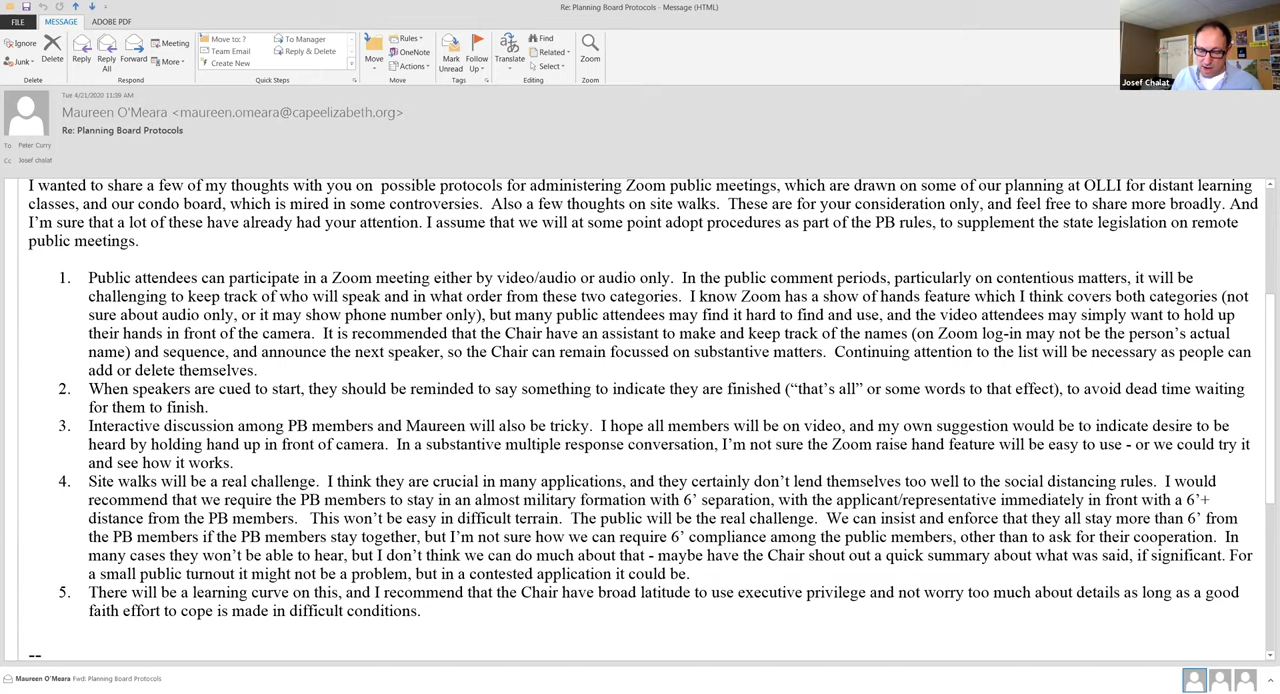 Re: Planning Board Protocols - Message (HTML)
FILE
MESSAGE
ADOBE PDF
Ignore
Junk
Delete
Reply
Reply All
Forward
Meeting
More
Move to: ?
Team Email
Create New
To Manager
Reply & Delete
Move
Rules
OneNote
Actions
Mark Unread
Follow Up
Translate
Find
Related
Select
Zoom
Delete
Respond
Quick Steps
Move
Tags
Editing
Zoom
Josef Chalat
Tue 4/21/2020 11:39 AM
Maureen O'Meara <maureen.omeara@capeelizabeth.org>
Re: Planning Board Protocols
To Peter Curry
Cc Josef chalat
I wanted to share a few of my thoughts with you on possible protocols for administering Zoom public meetings, which are drawn on some of our planning at OLLI for distant learning
classes, and our condo board, which is mired in some controversies. Also a few thoughts on site walks. These are for your consideration only, and feel free to share more broadly. And
I'm sure that a lot of these have already had your attention. I assume that we will at some point adopt procedures as part of the PB rules, to supplement the state legislation on remote
public meetings.
1. Public attendees can participate in a Zoom meeting either by video/audio or audio only. In the public comment periods, particularly on contentious matters, it will be
challenging to keep track of who will speak and in what order from these two categories. I know Zoom has a show of hands feature which I think covers both categories (not
sure about audio only, or it may show phone number only), but many public attendees may find it hard to find and use, and the video attendees may simply want to hold up
their hands in front of the camera. It is recommended that the Chair have an assistant to make and keep track of the names (on Zoom log-in may not be the person's actual
name) and sequence, and announce the next speaker, so the Chair can remain focussed on substantive matters. Continuing attention to the list will be necessary as people can
add or delete themselves.
2. When speakers are cued to start, they should be reminded to say something to indicate they are finished (“that's all” or some words to that effect), to avoid dead time waiting
for them to finish.
3. Interactive discussion among PB members and Maureen will also be tricky. I hope all members will be on video, and my own suggestion would be to indicate desire to be
heard by holding hand up in front of camera. In a substantive multiple response conversation, I'm not sure the Zoom raise hand feature will be easy to use - or we could try it
and see how it works.
4. Site walks will be a real challenge. I think they are crucial in many applications, and they certainly don't lend themselves too well to the social distancing rules. I would
recommend that we require the PB members to stay in an almost military formation with 6' separation, with the applicant/representative immediately in front with a 6'+
distance from the PB members. This won't be easy in difficult terrain. The public will be the real challenge. We can insist and enforce that they all stay more than 6' from
the PB members if the PB members stay together, but I'm not sure how we can require 6' compliance among the public members, other than to ask for their cooperation. In
many cases they won't be able to hear, but I don't think we can do much about that - maybe have the Chair shout out a quick summary about what was said, if significant. For
a small public turnout it might not be a problem, but in a contested application it could be.
5. There will be a learning curve on this, and I recommend that the Chair have broad latitude to use executive privilege and not worry too much about details as long as a good
faith effort to cope is made in difficult conditions.
--
Maureen O'Meara Fwd: Planning Board Protocols